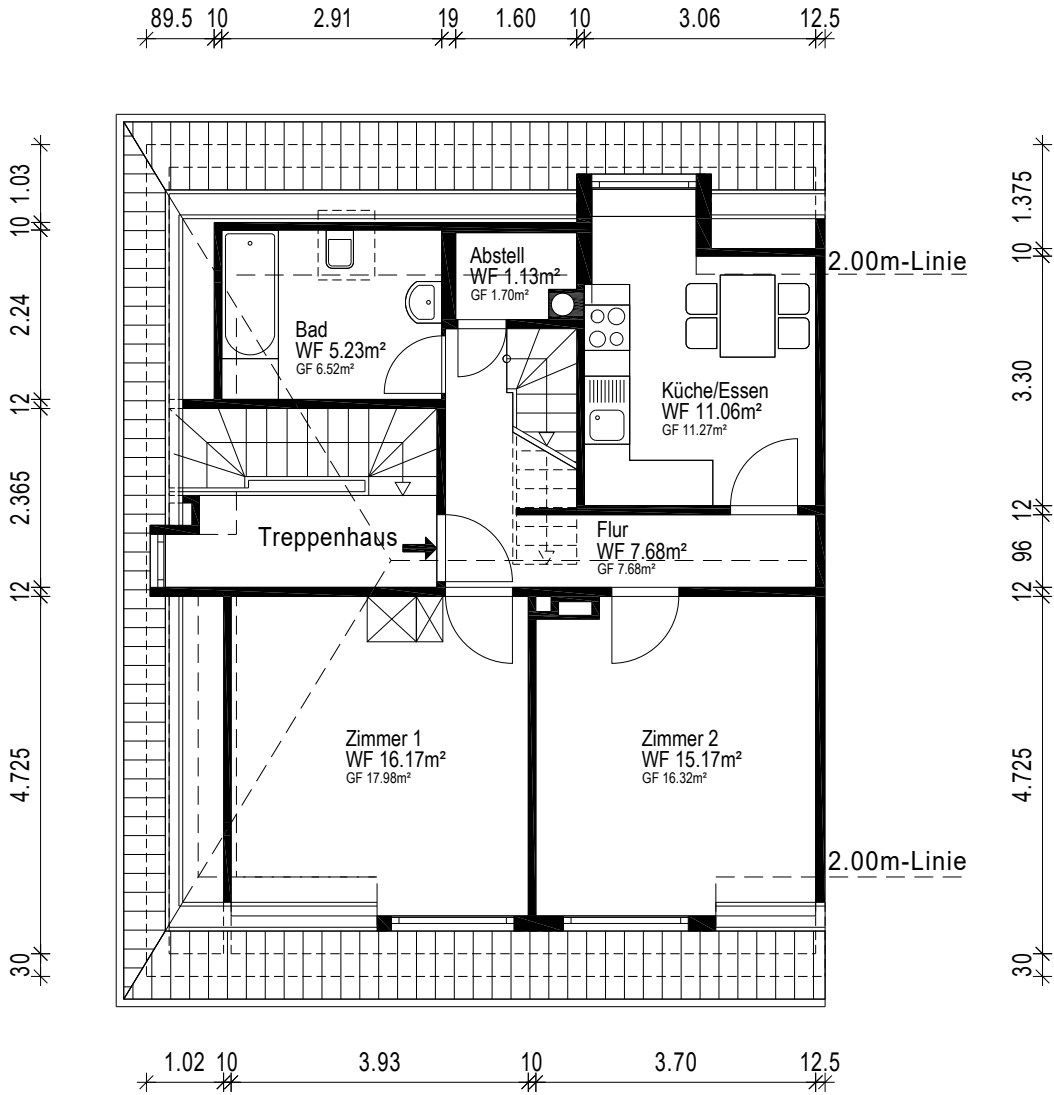 89.5 10 2.91 19 1.60 10 3.06 12.5
1.03
10
2.24
12
2.365
12
4.725
30
Abstell
WF 1.13m²
GF 1.70m²
2.00m-Linie
Bad
WF 5.23m²
GF 6.52m²
Küche/Essen
WF 11.06m²
GF 11.27m²
Treppenhaus
Flur
WF 7.68m²
GF 7.68m²
Zimmer 1
WF 16.17m²
GF 17.98m²
Zimmer 2
WF 15.17m²
GF 16.32m²
2.00m-Linie
1.375
10
3.30
12
96
12
4.725
30
1.02 10 3.93 10 3.70 12.5